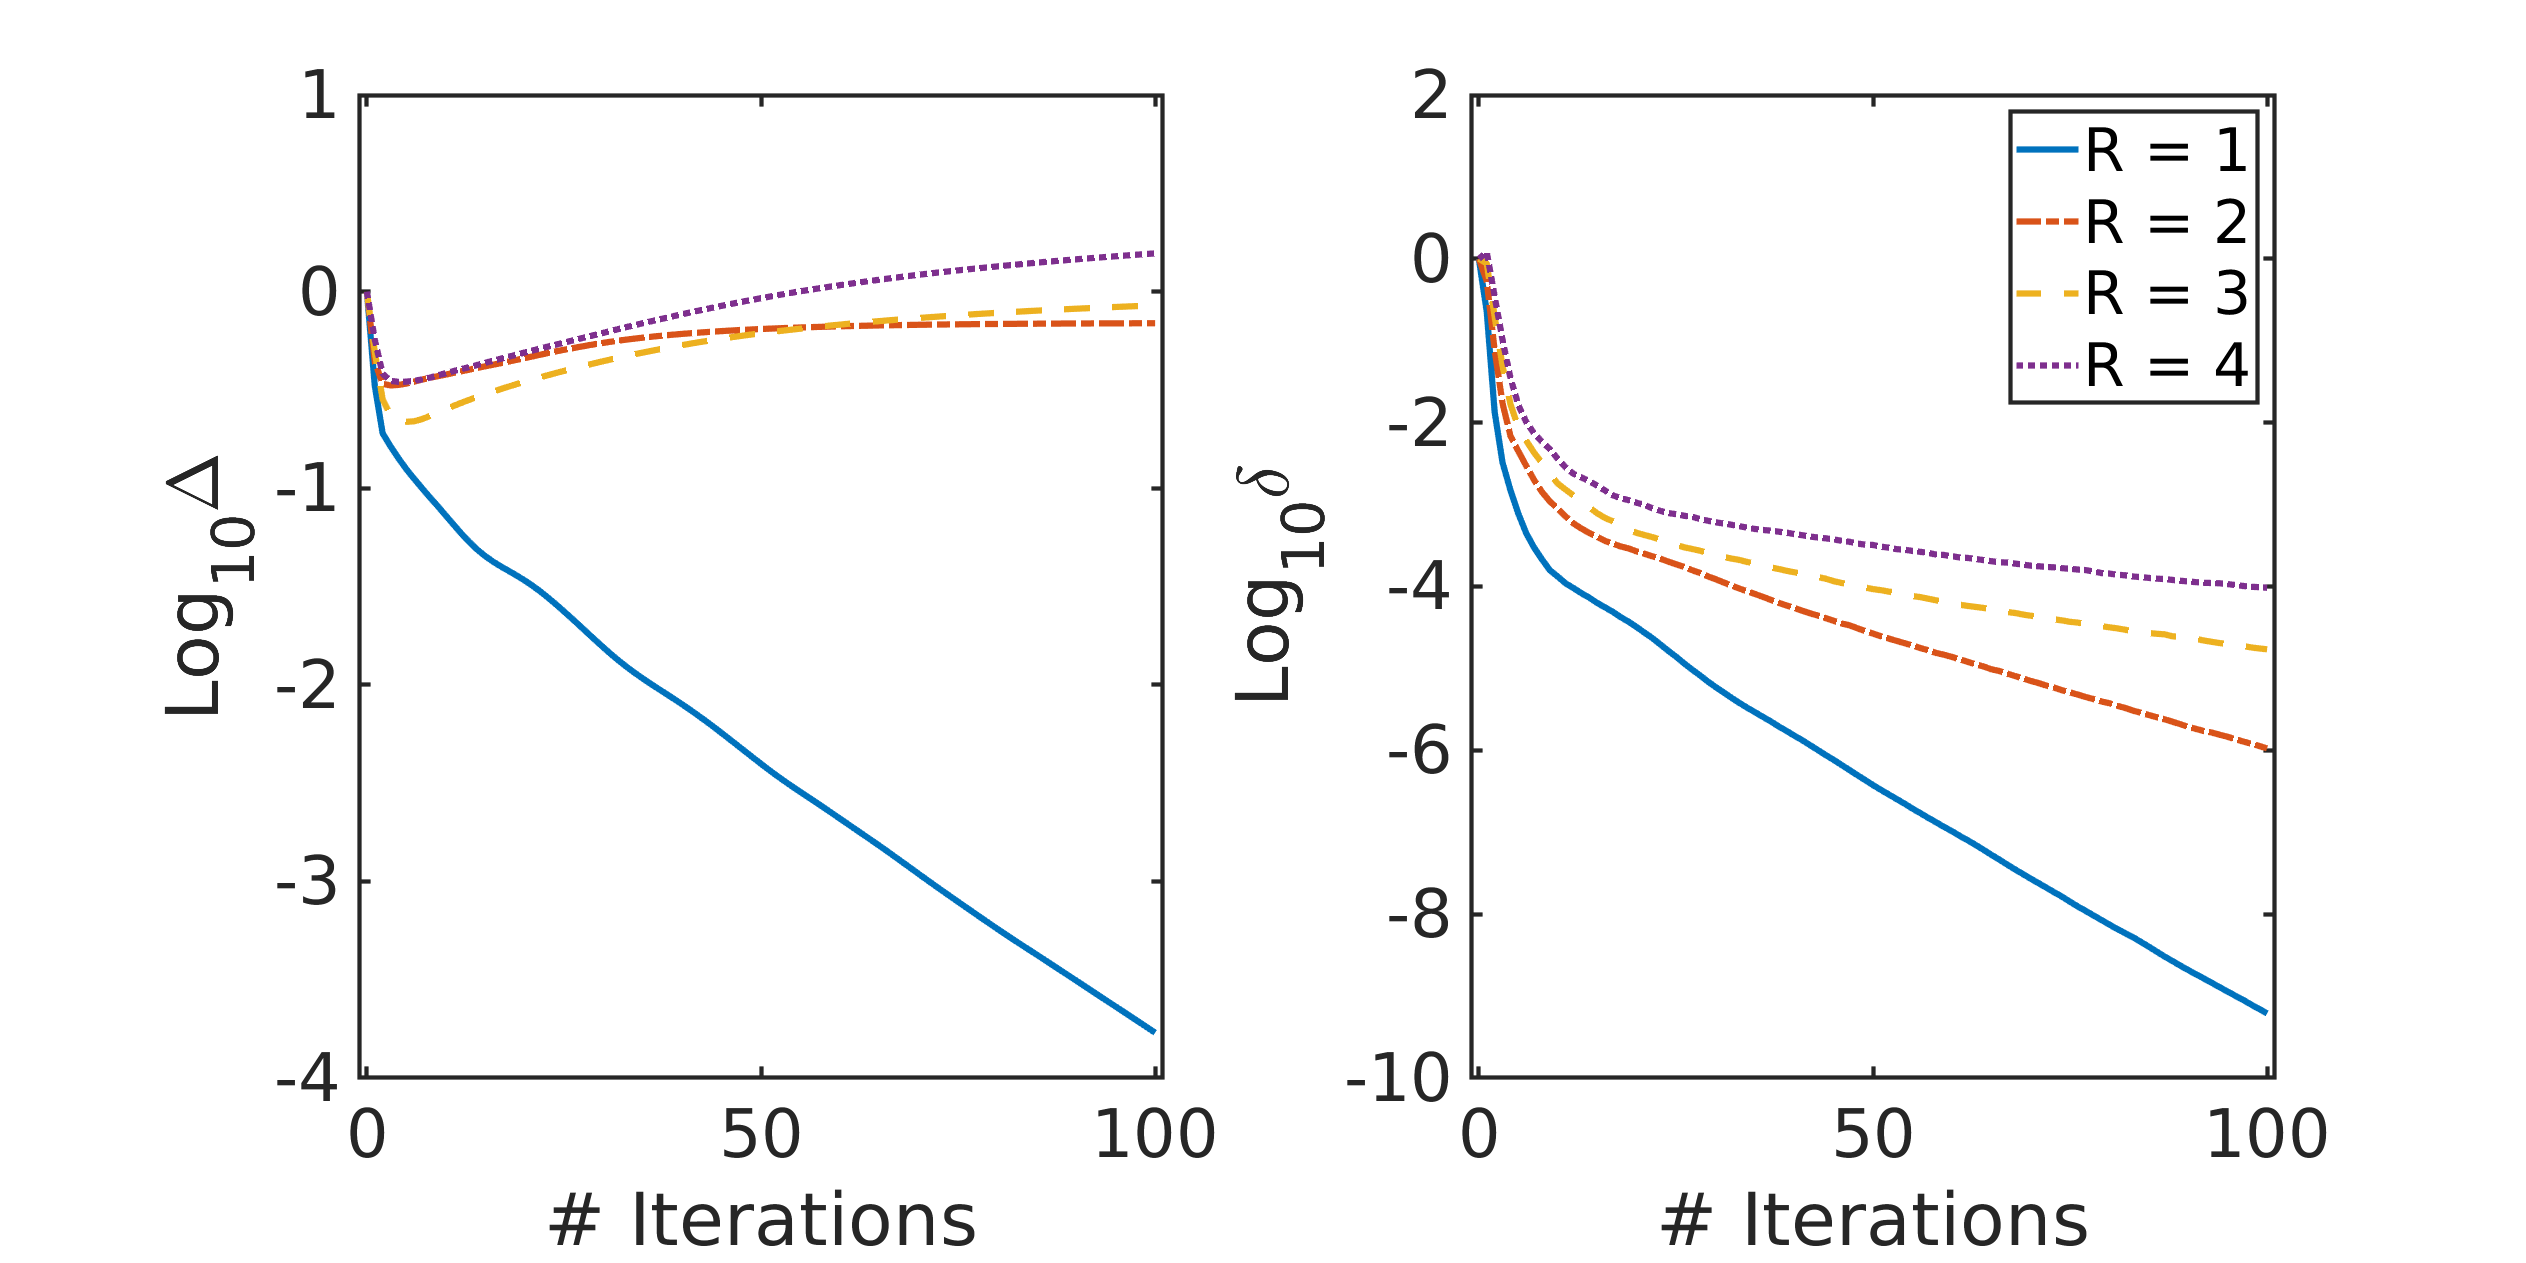 1
0
-1
-2
-3
-4
0 50 100
# Iterations
Log10Δ
2
0
-2
-4
-6
-8
-10
0 50 100
# Iterations
Log10δ
R = 1
R = 2
R = 3
R = 4